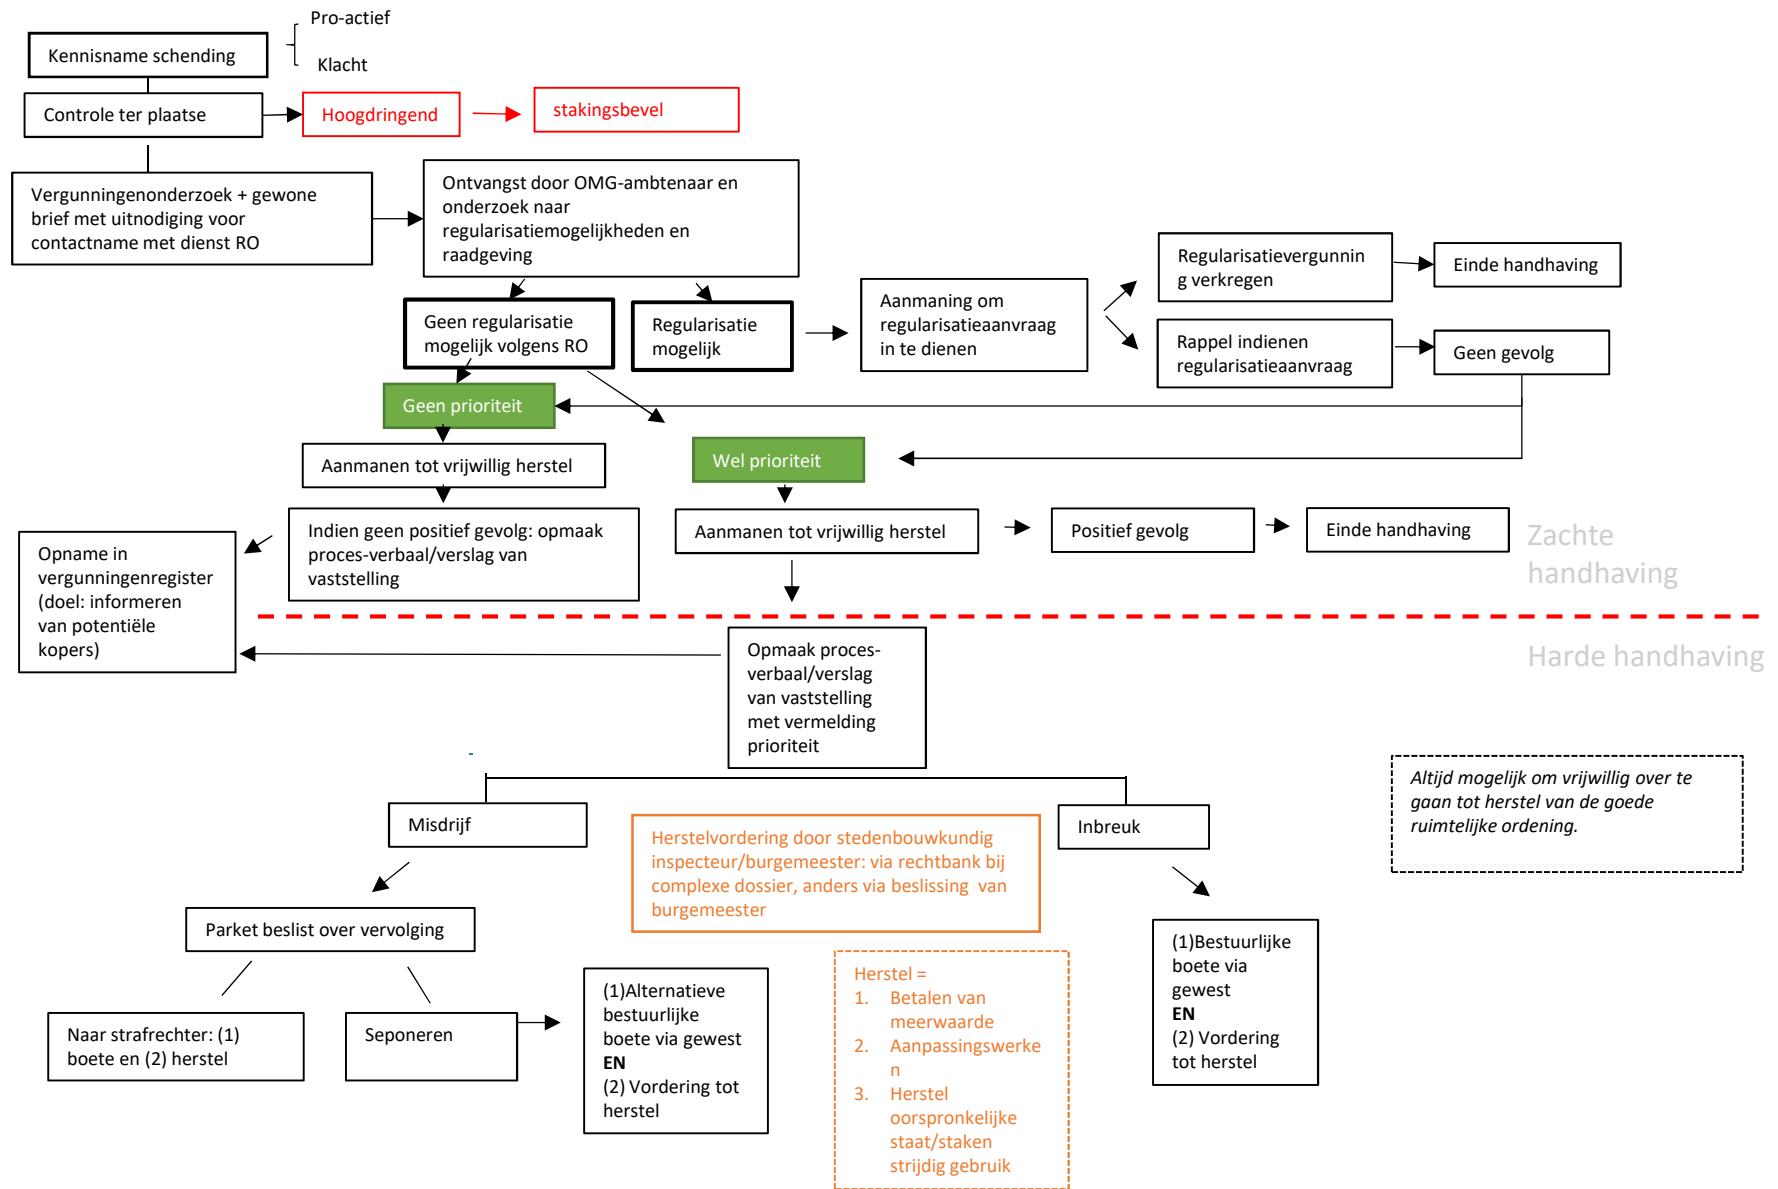 Pro-actief
Kennisname schending
Klacht
Controle ter plaatse
Hoogdringend
stakingsbevel
Vergunningenonderzoek + gewone
brief met uitnodiging voor
contactname met dienst RO
Ontvangst door OMG-ambtenaar en
onderzoek naar
regularisatiemogelijkheden en
raadgeving
Regularisatievergunnin
g verkregen
Einde handhaving
Geen regularisatie
mogelijk volgens RO
Regularisatie
mogelijk
Aanmaning om
regularisatieaanvraag
in te dienen
Rappel indienen
regularisatieaanvraag
Geen gevolg
Geen prioriteit
Wel prioriteit
Aanmanen tot vrijwillig herstel
Indien geen positief gevolg: opmaak
proces-verbaal/verslag van
vaststelling
Aanmanen tot vrijwillig herstel
Positief gevolg
Einde handhaving
Opname in
vergunningenregister
(doel: informeren
van potentiële
kopers)
Zachte
handhaving
Harde handhaving
Opmaak proces-
verbaal/verslag
van vaststelling
met vermelding
prioriteit
Altijd mogelijk om vrijwillig over te
gaan tot herstel van de goede
ruimtelijke ordening.
Misdrijf
Herstelvordering door stedenbouwkundig
inspecteur/burgemeester: via rechtbank bij
complexe dossier, anders via beslissing van
burgemeester
Inbreuk
Parket beslist over vervolging
(1)Bestuurlijke
boete via
gewest
EN
(2) Vordering
tot herstel
Naar strafrechter: (1)
boete en (2) herstel
Seponeren
(1)Alternatieve
bestuurlijke
boete via gewest
EN
(2) Vordering tot
herstel
Herstel =
1. Betalen van
meerwaarde
2. Aanpassingswerke
n
3. Herstel
oorspronkelijke
staat/staken
strijdig gebruik